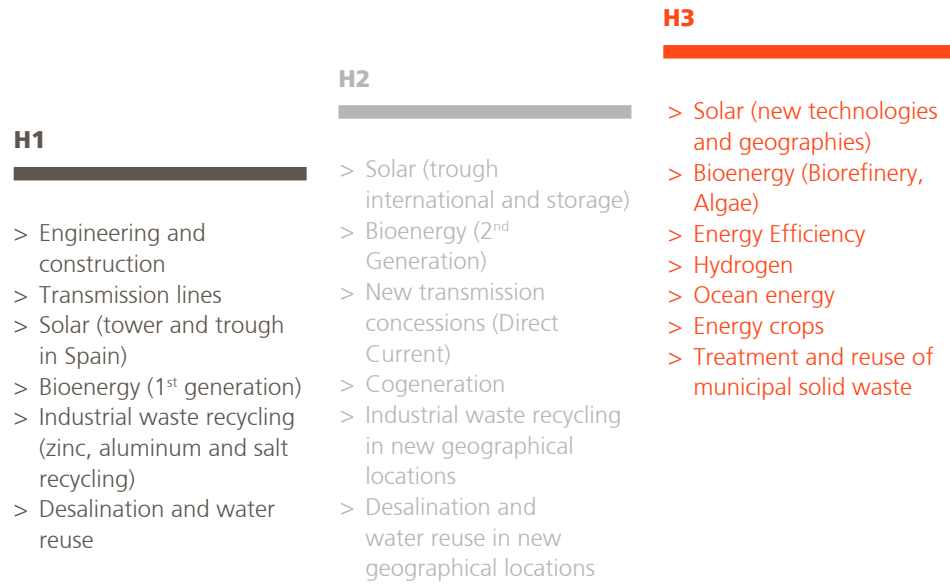 H1
> Engineering and
construction
> Transmission lines
> Solar (tower and trough
in Spain)
> Bioenergy (1st generation)
> Industrial waste recycling
(zinc, aluminum and salt
recycling)
> Desalination and water
reuse
H2
> Solar (trough
international and storage)
> Bioenergy (2nd
Generation)
> New transmission
concessions (Direct
Current)
> Cogeneration
> Industrial waste recycling
in new geographical
locations
> Desalination and
water reuse in new
geographical locations
H3
> Solar (new technologies
and geographies)
> Bioenergy (Biorefinery,
Algae)
> Energy Efficiency
> Hydrogen
> Ocean energy
> Energy crops
> Treatment and reuse of
municipal solid waste